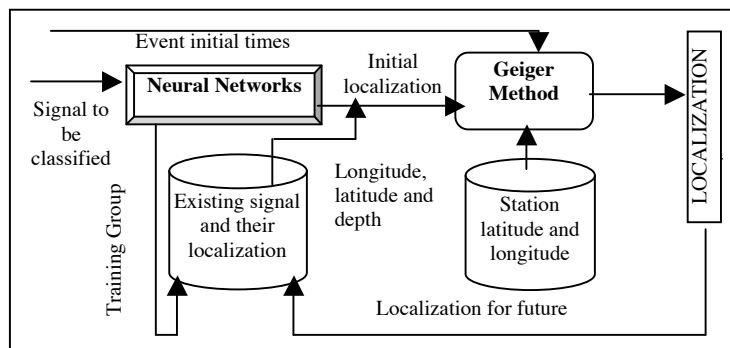 Event initial times
Neural Networks
Initial
localization
Geiger
Method
LOCALIZATION
Signal to
be
classified
Training Group
Existing signal
and their
localization
Longitude,
latitude and
depth
Station
latitude and
longitude
Localization for future